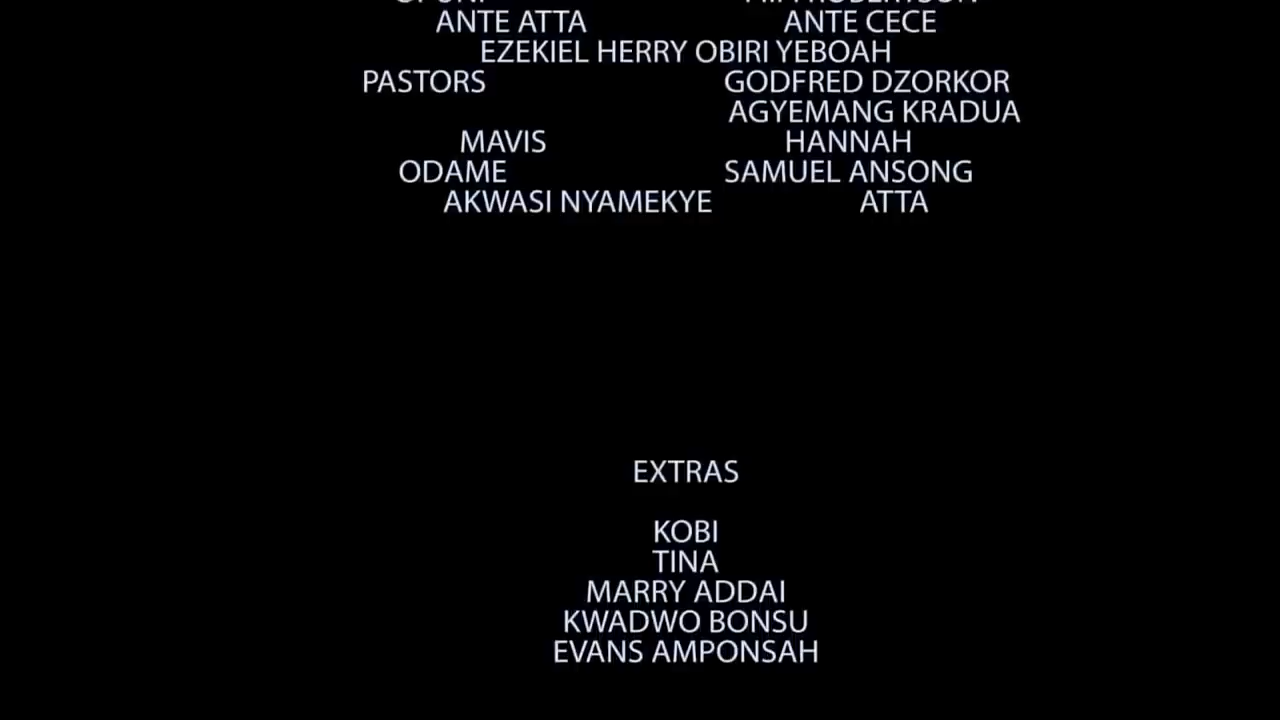 ANTE ATTA ANTE CECE
EZEKIEL HERRY OBIRI YEBOAH
PASTORS GODFRED DZORKOR
AGYEMANG KRADUA
MAVIS HANNAH
ODAME SAMUEL ANSONG
AKWASI NYAMEKYE ATTA
EXTRAS
KOBI
TINA
MARRY ADDAI
KWADWO BONSU
EVANS AMPONSAH